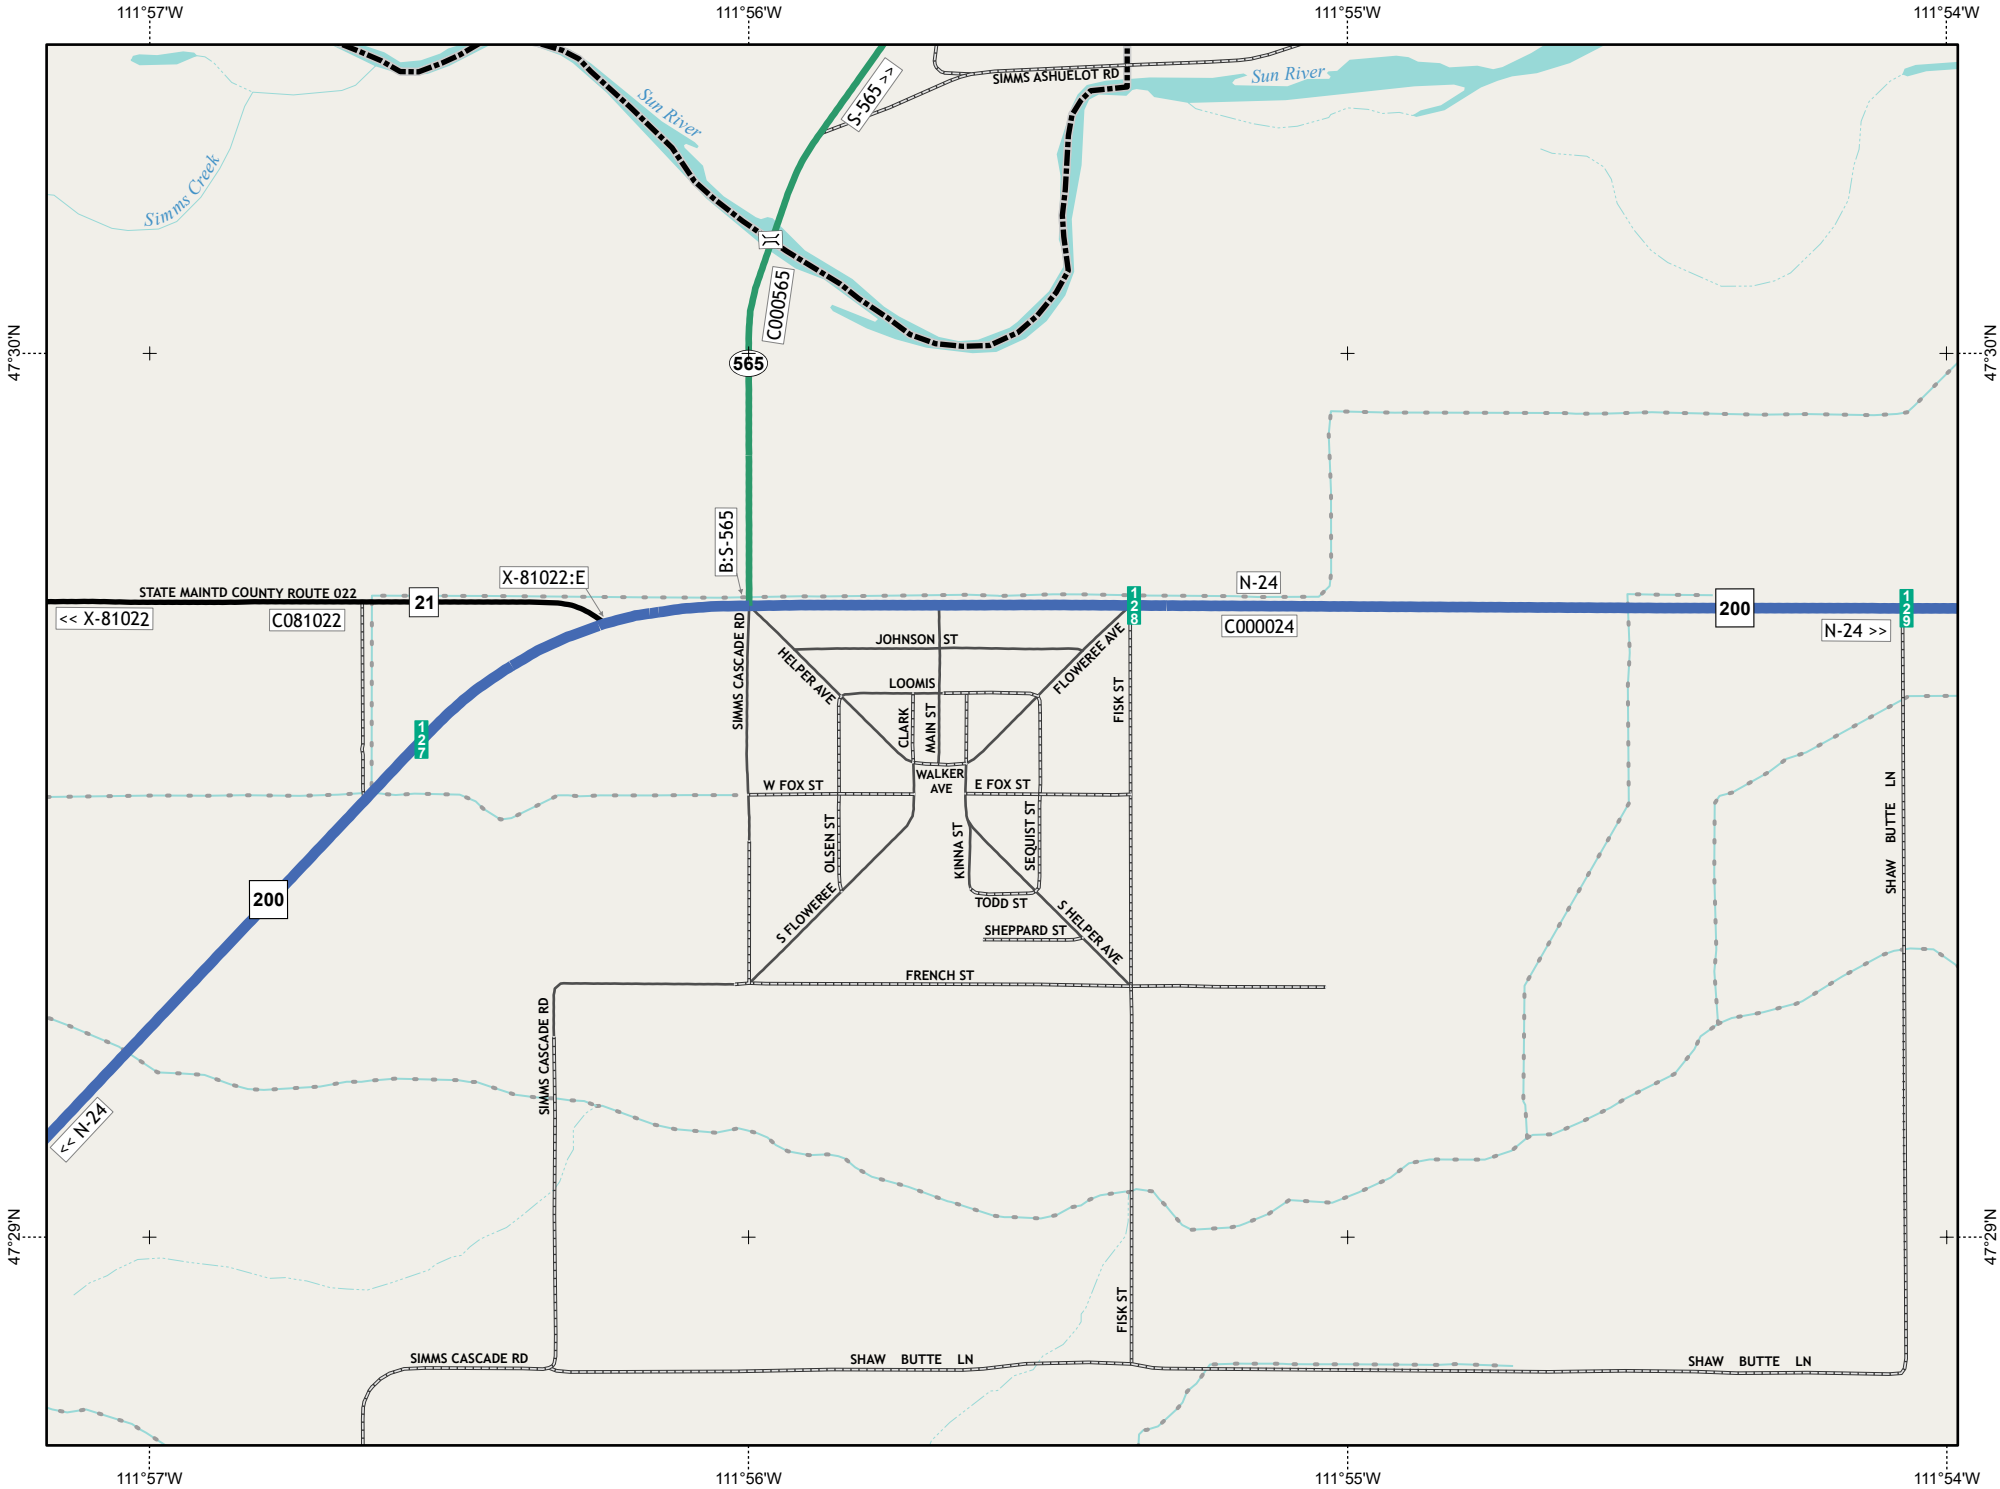 111°57'W
111°56'W
111°55'W
111°54'W
SIMMS ASHUELOT RD
Sun River
S-565 >>
Sun River
Simms Creek
C000565
47°30'N
47°30'N
565
B:S-565
X-81022:E
N-24
STATE MAINTD COUNTY ROUTE 022
21
128
200
129
<< X-81022
C081022
C000024
N-24 >>
JOHNSON ST
SIMMS CASCADE RD
HELPER AVE
FLOWEREE AVE
LOOMIS
FISK ST
CLARK
MAIN ST
127
WALKER
AVE
W FOX ST
E FOX ST
SHAW BUTTE LN
OLSEN ST
KINNA ST
SEQUIST ST
200
TODD ST
S FLOWEREE
S HELPER AVE
SHEPPARD ST
FRENCH ST
SIMMS CASCADE RD
<< N-24
47°29'N
47°29'N
FISK ST
SIMMS CASCADE RD
SHAW BUTTE LN
SHAW BUTTE LN
111°57'W
111°56'W
111°55'W
111°54'W